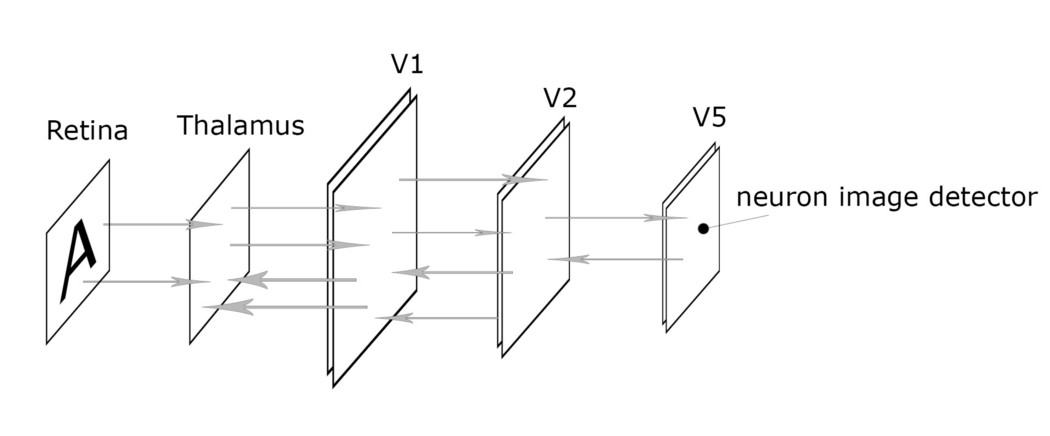 Retina
Thalamus
V1
V2
V5
neuron image detector
A